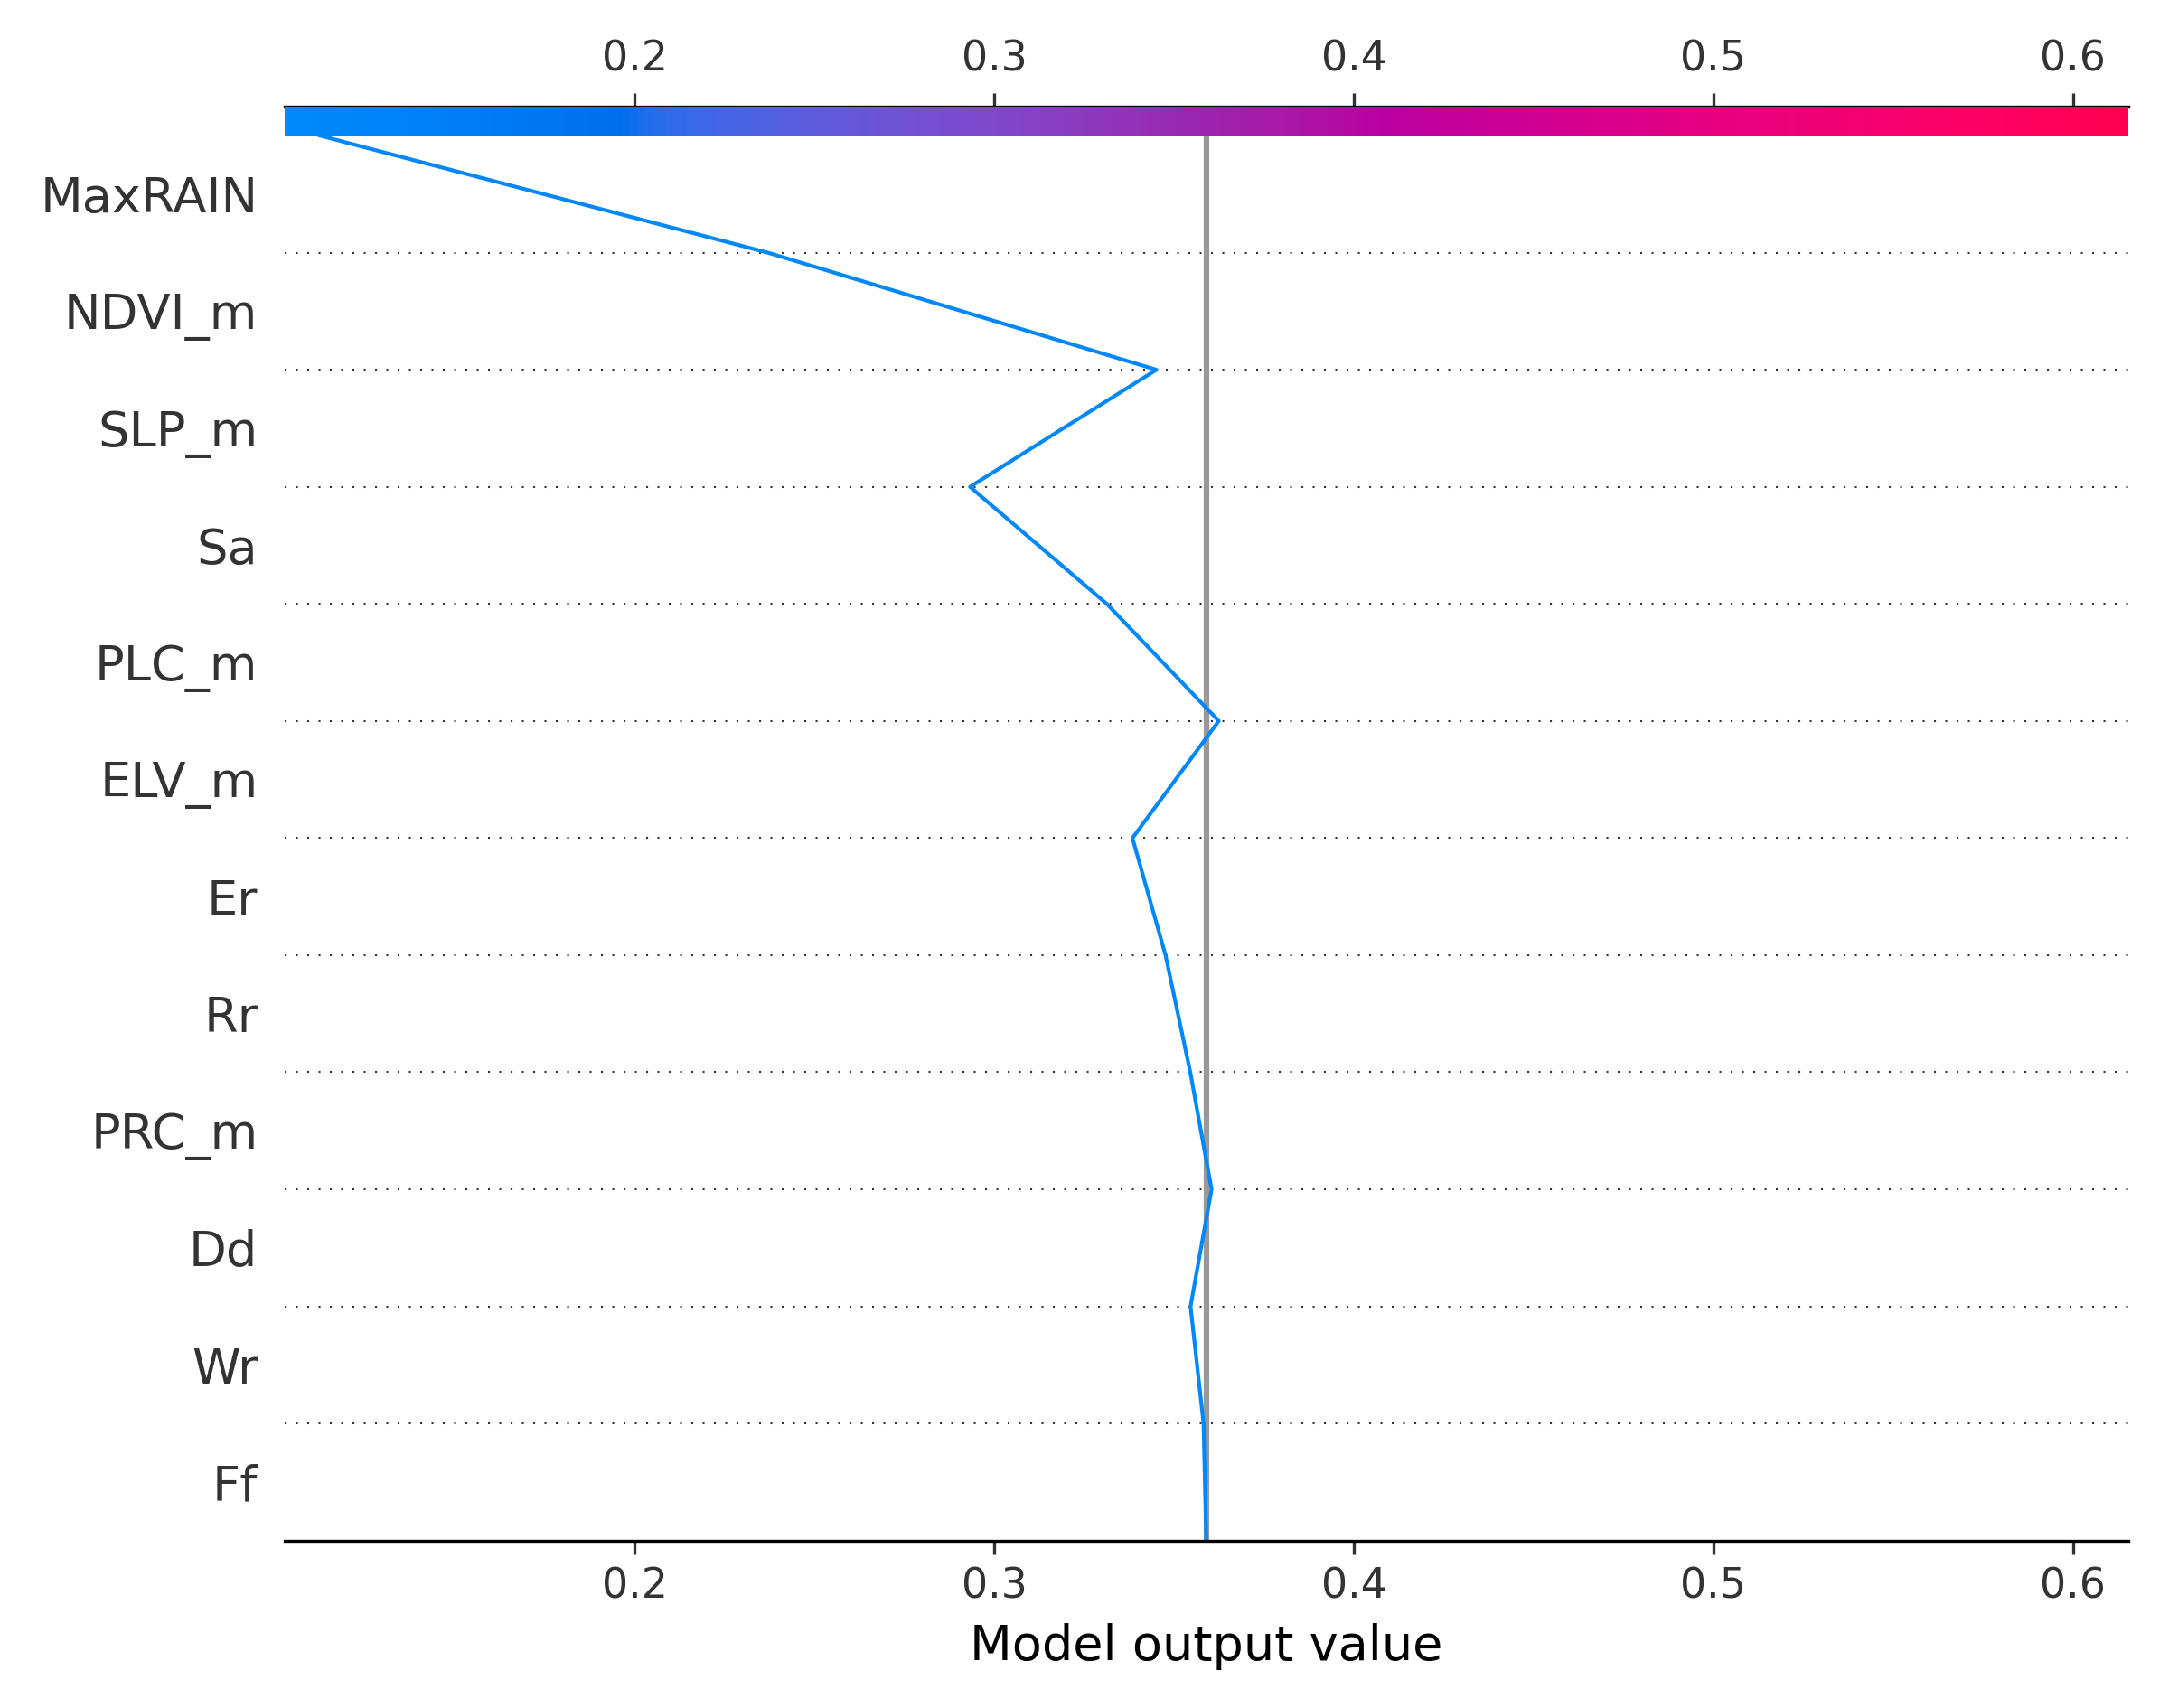 0.2 0.3 0.4 0.5 0.6
MaxRAIN
NDVI_m
SLP_m
Sa
PLC_m
ELV_m
Er
Rr
PRC_m
Dd
Wr
Ff
0.2 0.3 0.4 0.5 0.6
Model output value